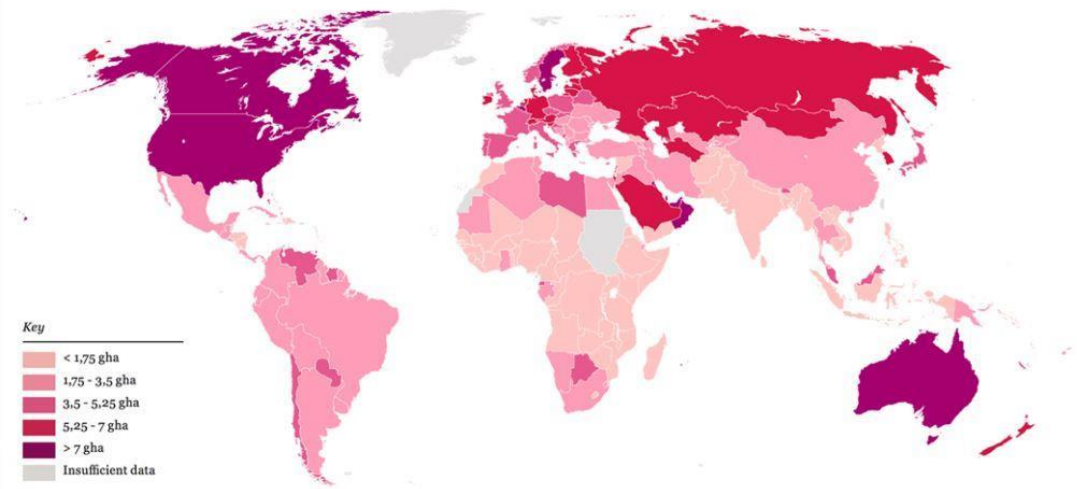 Key
< 1,75 gha
1,75 - 3,5 gha
3,5 - 5,25 gha
5,25 - 7 gha
> 7 gha
Insufficient data